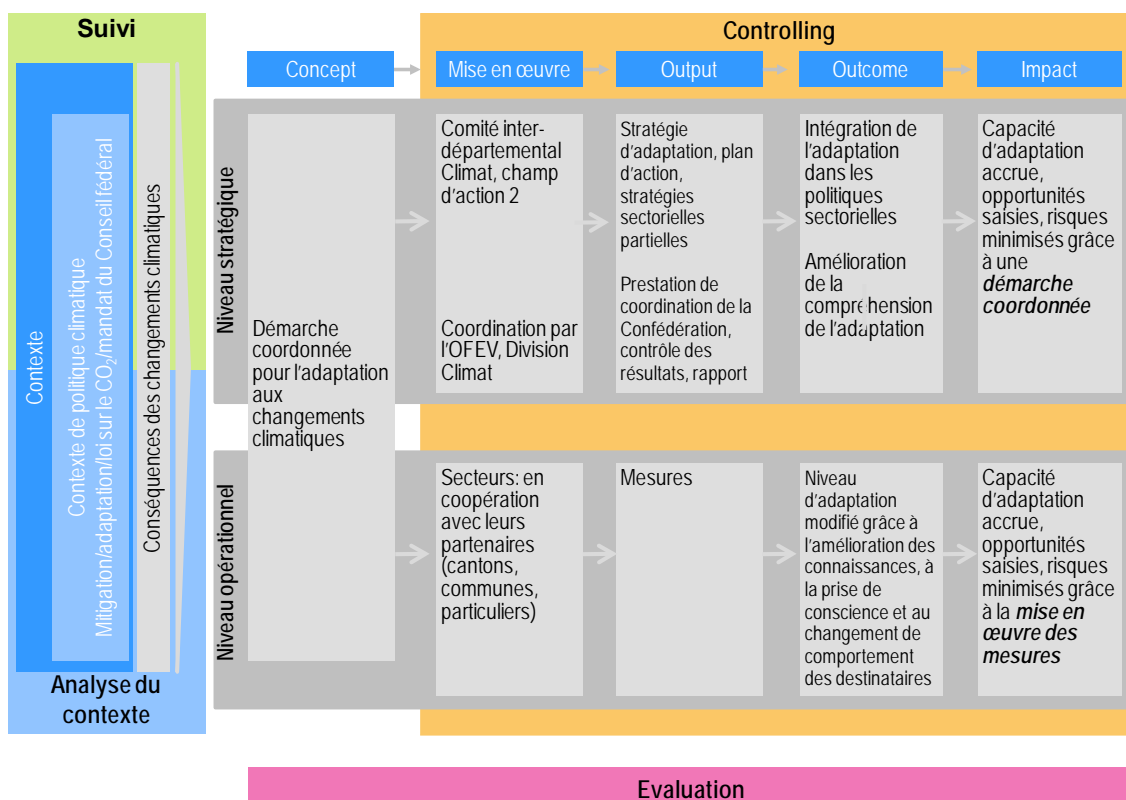 Suivi
Contexte
Contexte de politique climatique
Mitigation/adaptation/loi sur le CO₂/mandat du Conseil fédéral
Conséquences des changements climatiques
Analyse du
contexte
Controlling
Concept
Mise en œuvre
Output
Outcome
Impact
Niveau stratégique
Niveau opérationnel
Démarche
coordonnée
pour l'adaptation
aux
changements
climatiques
Comité inter-
départemental
Climat, champ
d'action 2
Coordination par
l'OFEV, Division
Climat
Stratégie
d'adaptation, plan
d'action,
stratégies
sectorielles
partielles
Prestation de
coordination de la
Confédération,
contrôle des
résultats, rapport
Intégration de
l'adaptation
dans les
politiques
sectorielles
Amélioration
de la
compréhension
de l'adaptation
Capacité
d'adaptation
accrue,
opportunités
saisies, risques
minimisés grâce
à une
démarche
coordonnée
Secteurs: en
coopération
avec leurs
partenaires
(cantons,
communes,
particuliers)
Mesures
Niveau
d'adaptation
modifié grâce à
l'amélioration des
connaissances, à
la prise de
conscience et au
changement de
comportement
des destinataires
Capacité
d'adaptation
accrue,
opportunités
saisies, risques
minimisés grâce
à la mise en
œuvre des
mesures
Evaluation